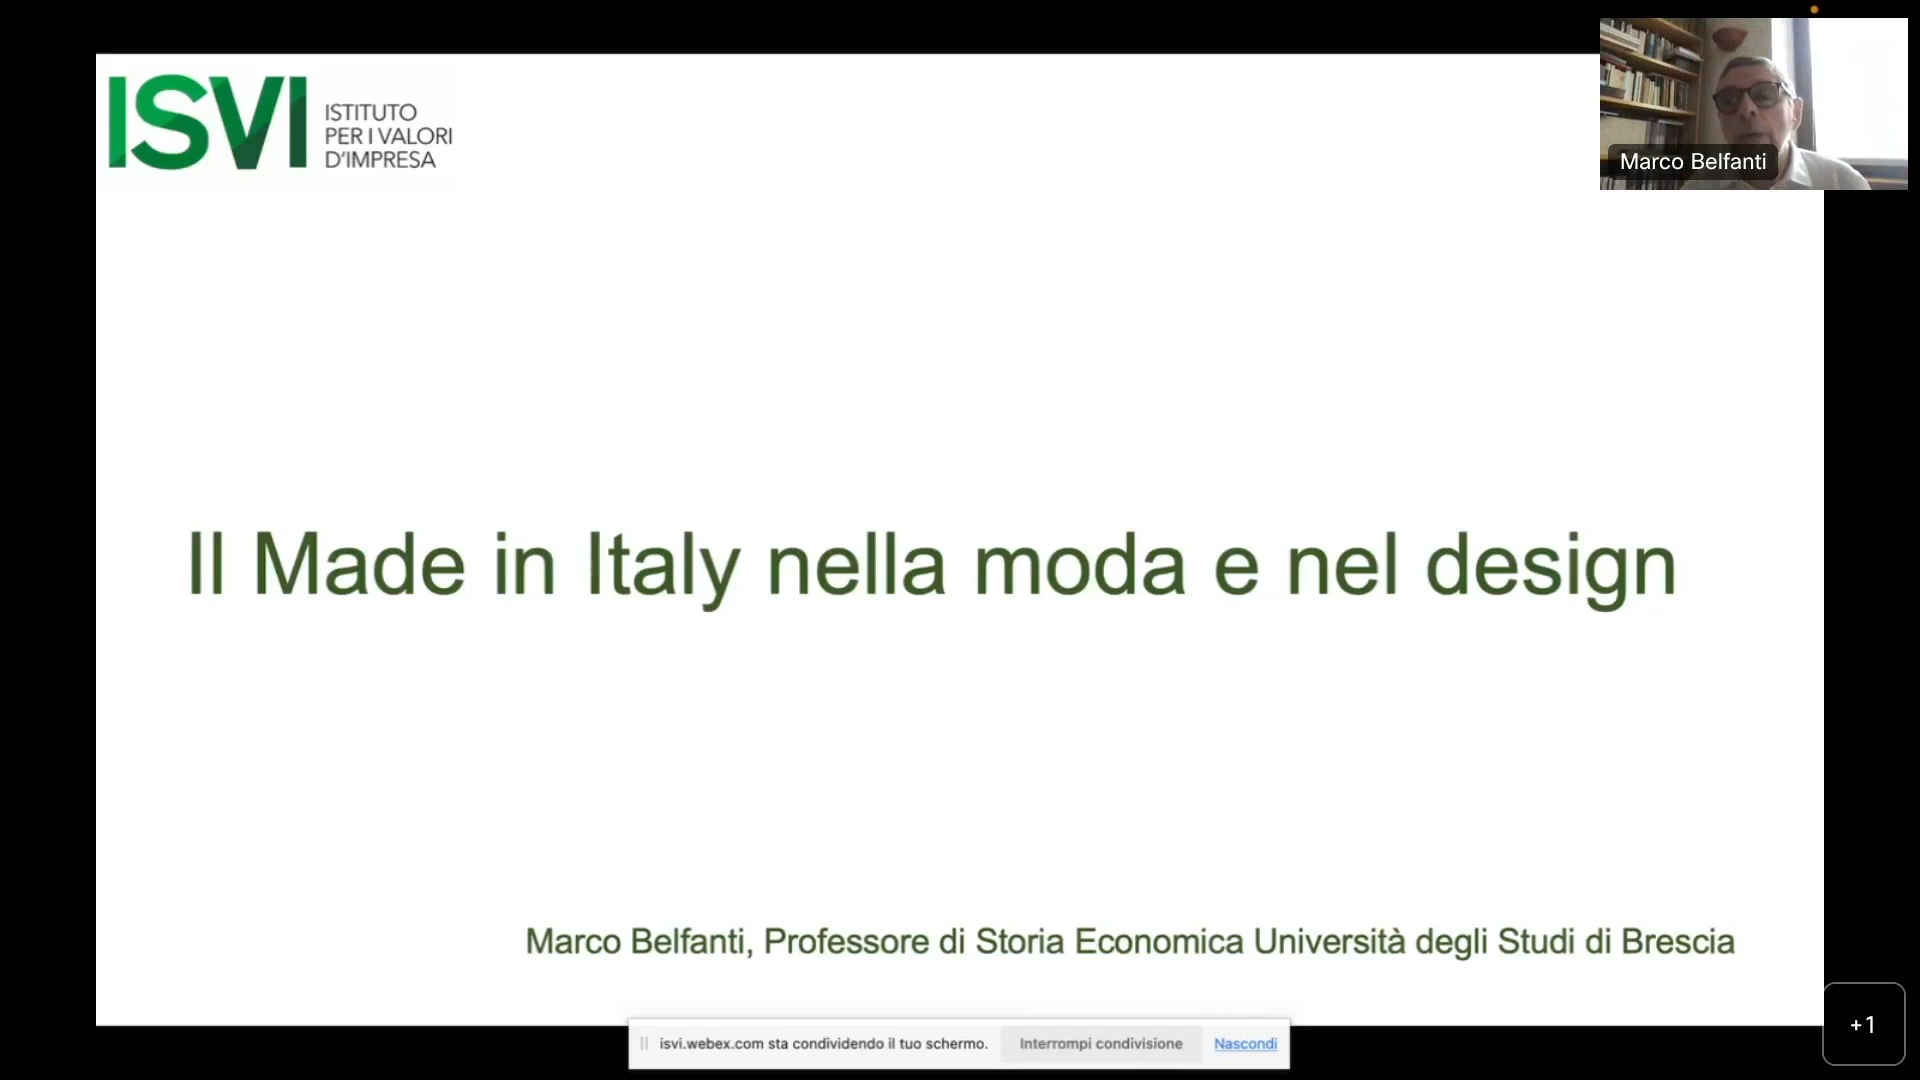 ISVI
ISTITUTO
PER I VALORI
D'IMPRESA
Marco Belfanti
Il Made in Italy nella moda e nel design
Marco Belfanti, Professore di Storia Economica Università degli Studi di Brescia
isvi.webex.com sta condividendo il tuo schermo. Interrompi condivisione Nascondi
+1